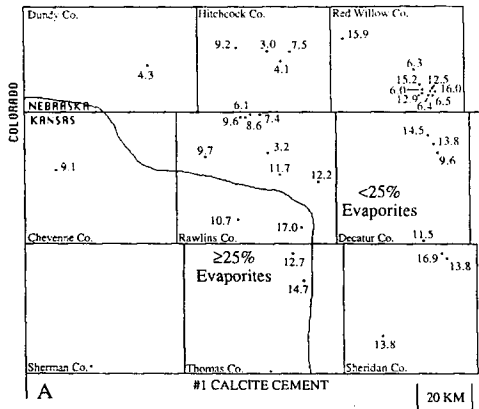 Dundy Co.
Hitchcock Co.
Red Willow Co.
15.9
9.2
3.0
7.5
4.1
4.3
6.3
15.2
12.5
6.0
16.0
12.9
6.5
6.4
COLORADO
NEBRASKA
KANSAS
6.1
9.6
7.4
8.6
14.5
13.8
9.6
9.7
3.2
11.7
12.2
9.1
<25%
Evaporites
10.7
17.0
11.5
Cheyenne Co.
Rawlins Co.
Decatur Co.
≥25%
Evaporites
12.7
14.7
16.9
13.8
13.8
Sherman Co.
Thomas Co.
Sheridan Co.
A
#1 CALCITE CEMENT
20 KM